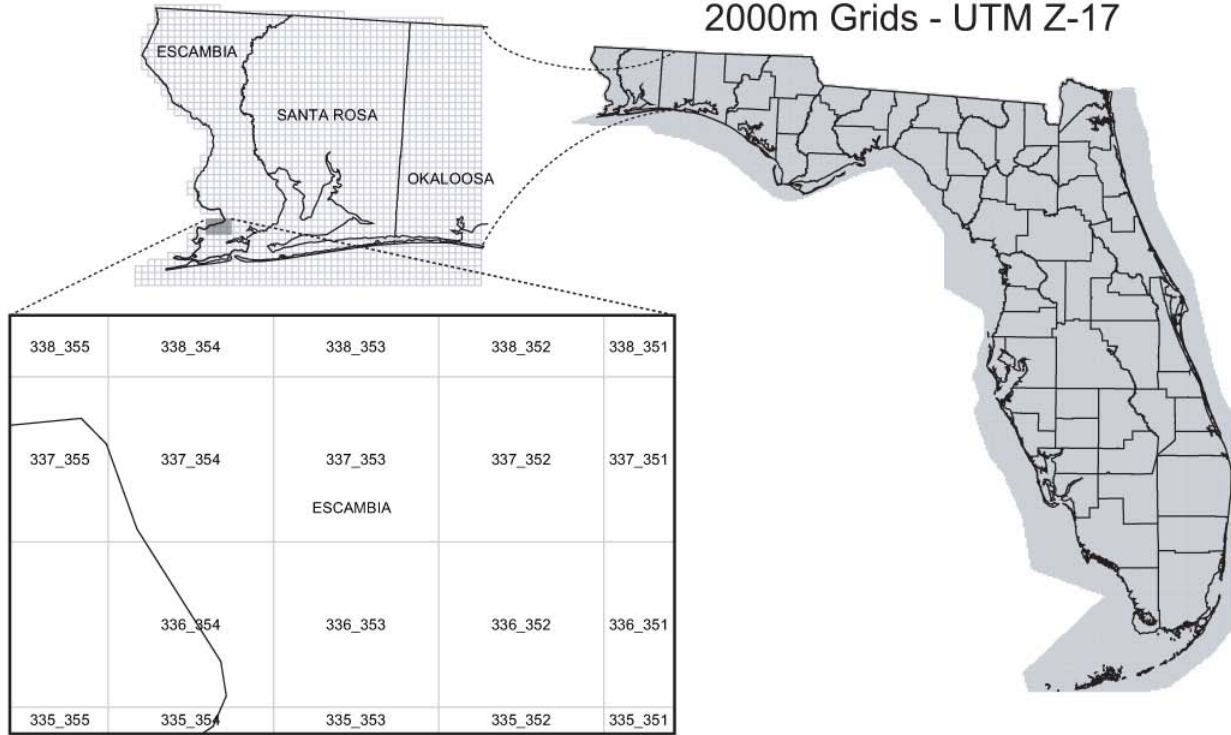 2000m Grids - UTM Z-17
ESCAMBIA
SANTA ROSA
OKALOOSA
338_355 338_354 338_353 338_352 338_351
337_355 337_354 337_353 337_352 337_351
ESCAMBIA
336_354 336_353 336_352 336_351
335_355 335_354 335_353 335_352 335_351